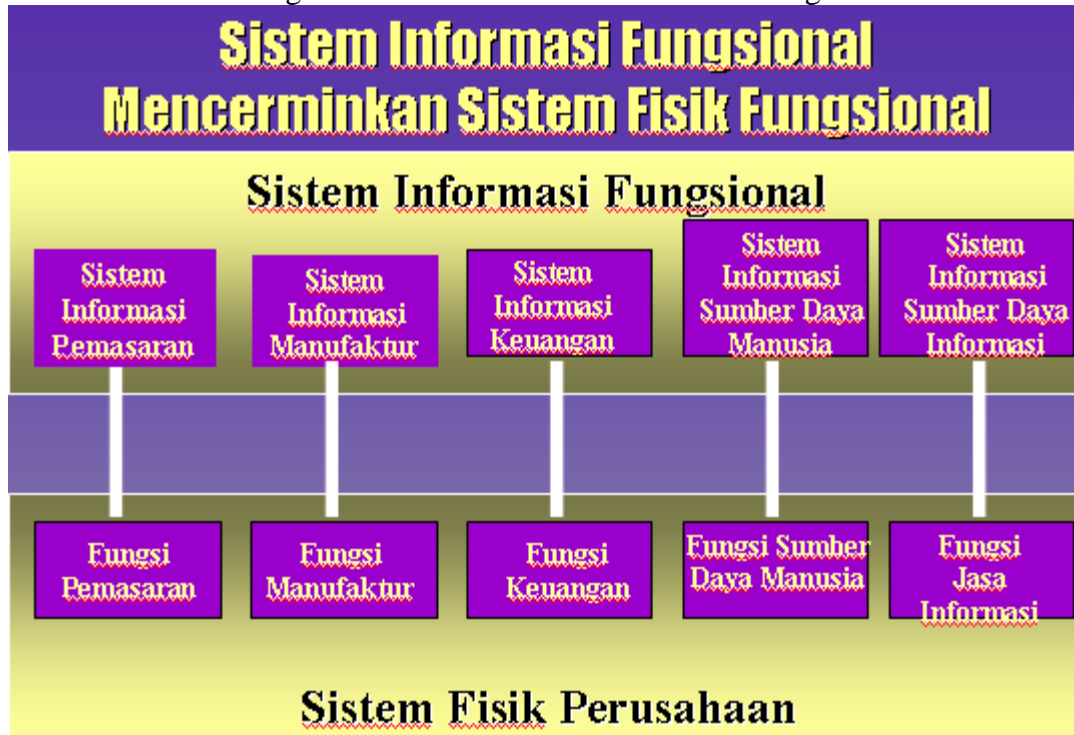 Sistem Informasi Fungsional
Mencerminkan Sistem Fisik Fungsional
Sistem Informasi Fungsional
Sistem
Informasi
Pemasaran
Sistem
Informasi
Manufaktur
Sistem
Informasi
Keuangan
Sistem
Informasi
Sumber Daya
Manusia
Sistem
Informasi
Sumber Daya
Informasi
Fungsi
Pemasaran
Fungsi
Manufaktur
Fungsi
Keuangan
Fungsi Sumber
Daya Manusia
Fungsi
Jasa
Informasi
Sistem Fisik Perusahaan